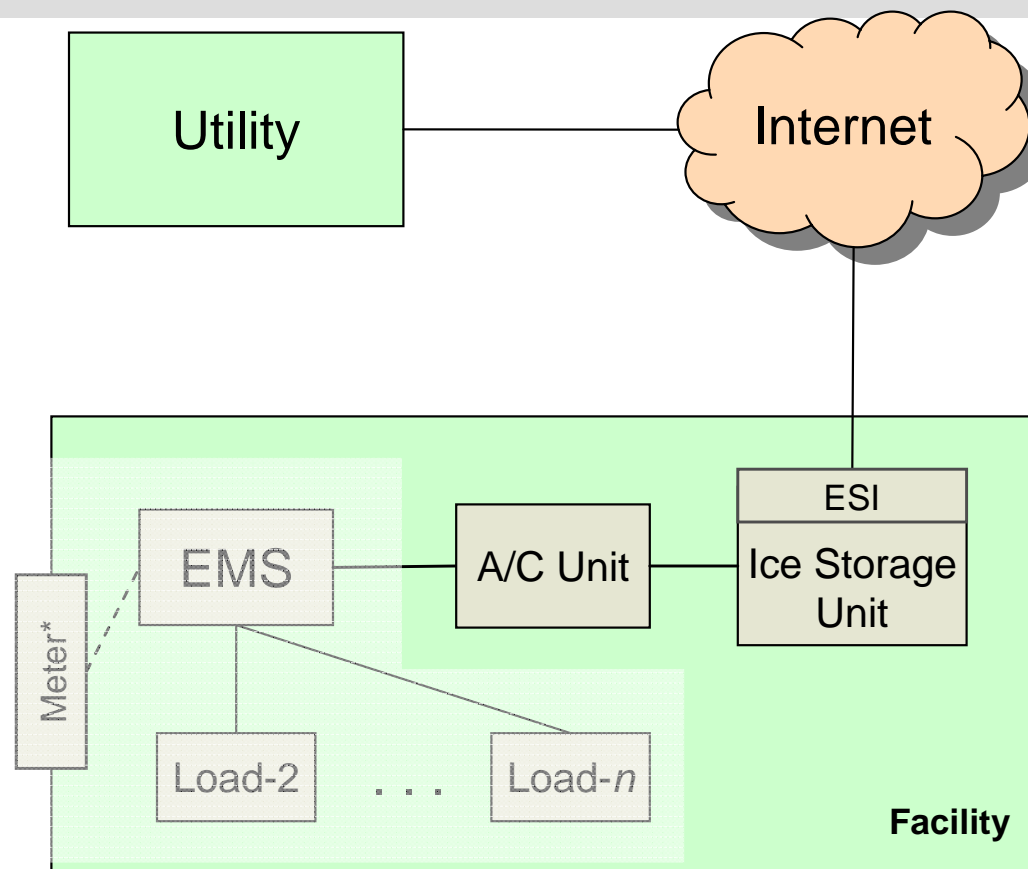 Utility
Internet
ESI
Ice Storage
Unit
A/C Unit
EMS
Meter*
Load-2
. . .
Load-n
Facility